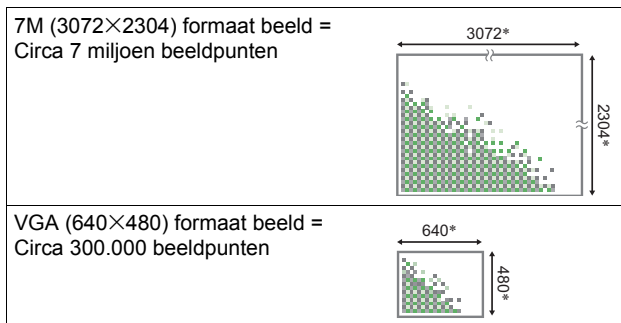 7M (3072×2304) formaat beeld =
Circa 7 miljoen beeldpunten
3072*
2304*
VGA (640×480) formaat beeld =
Circa 300.000 beeldpunten
640*
480*